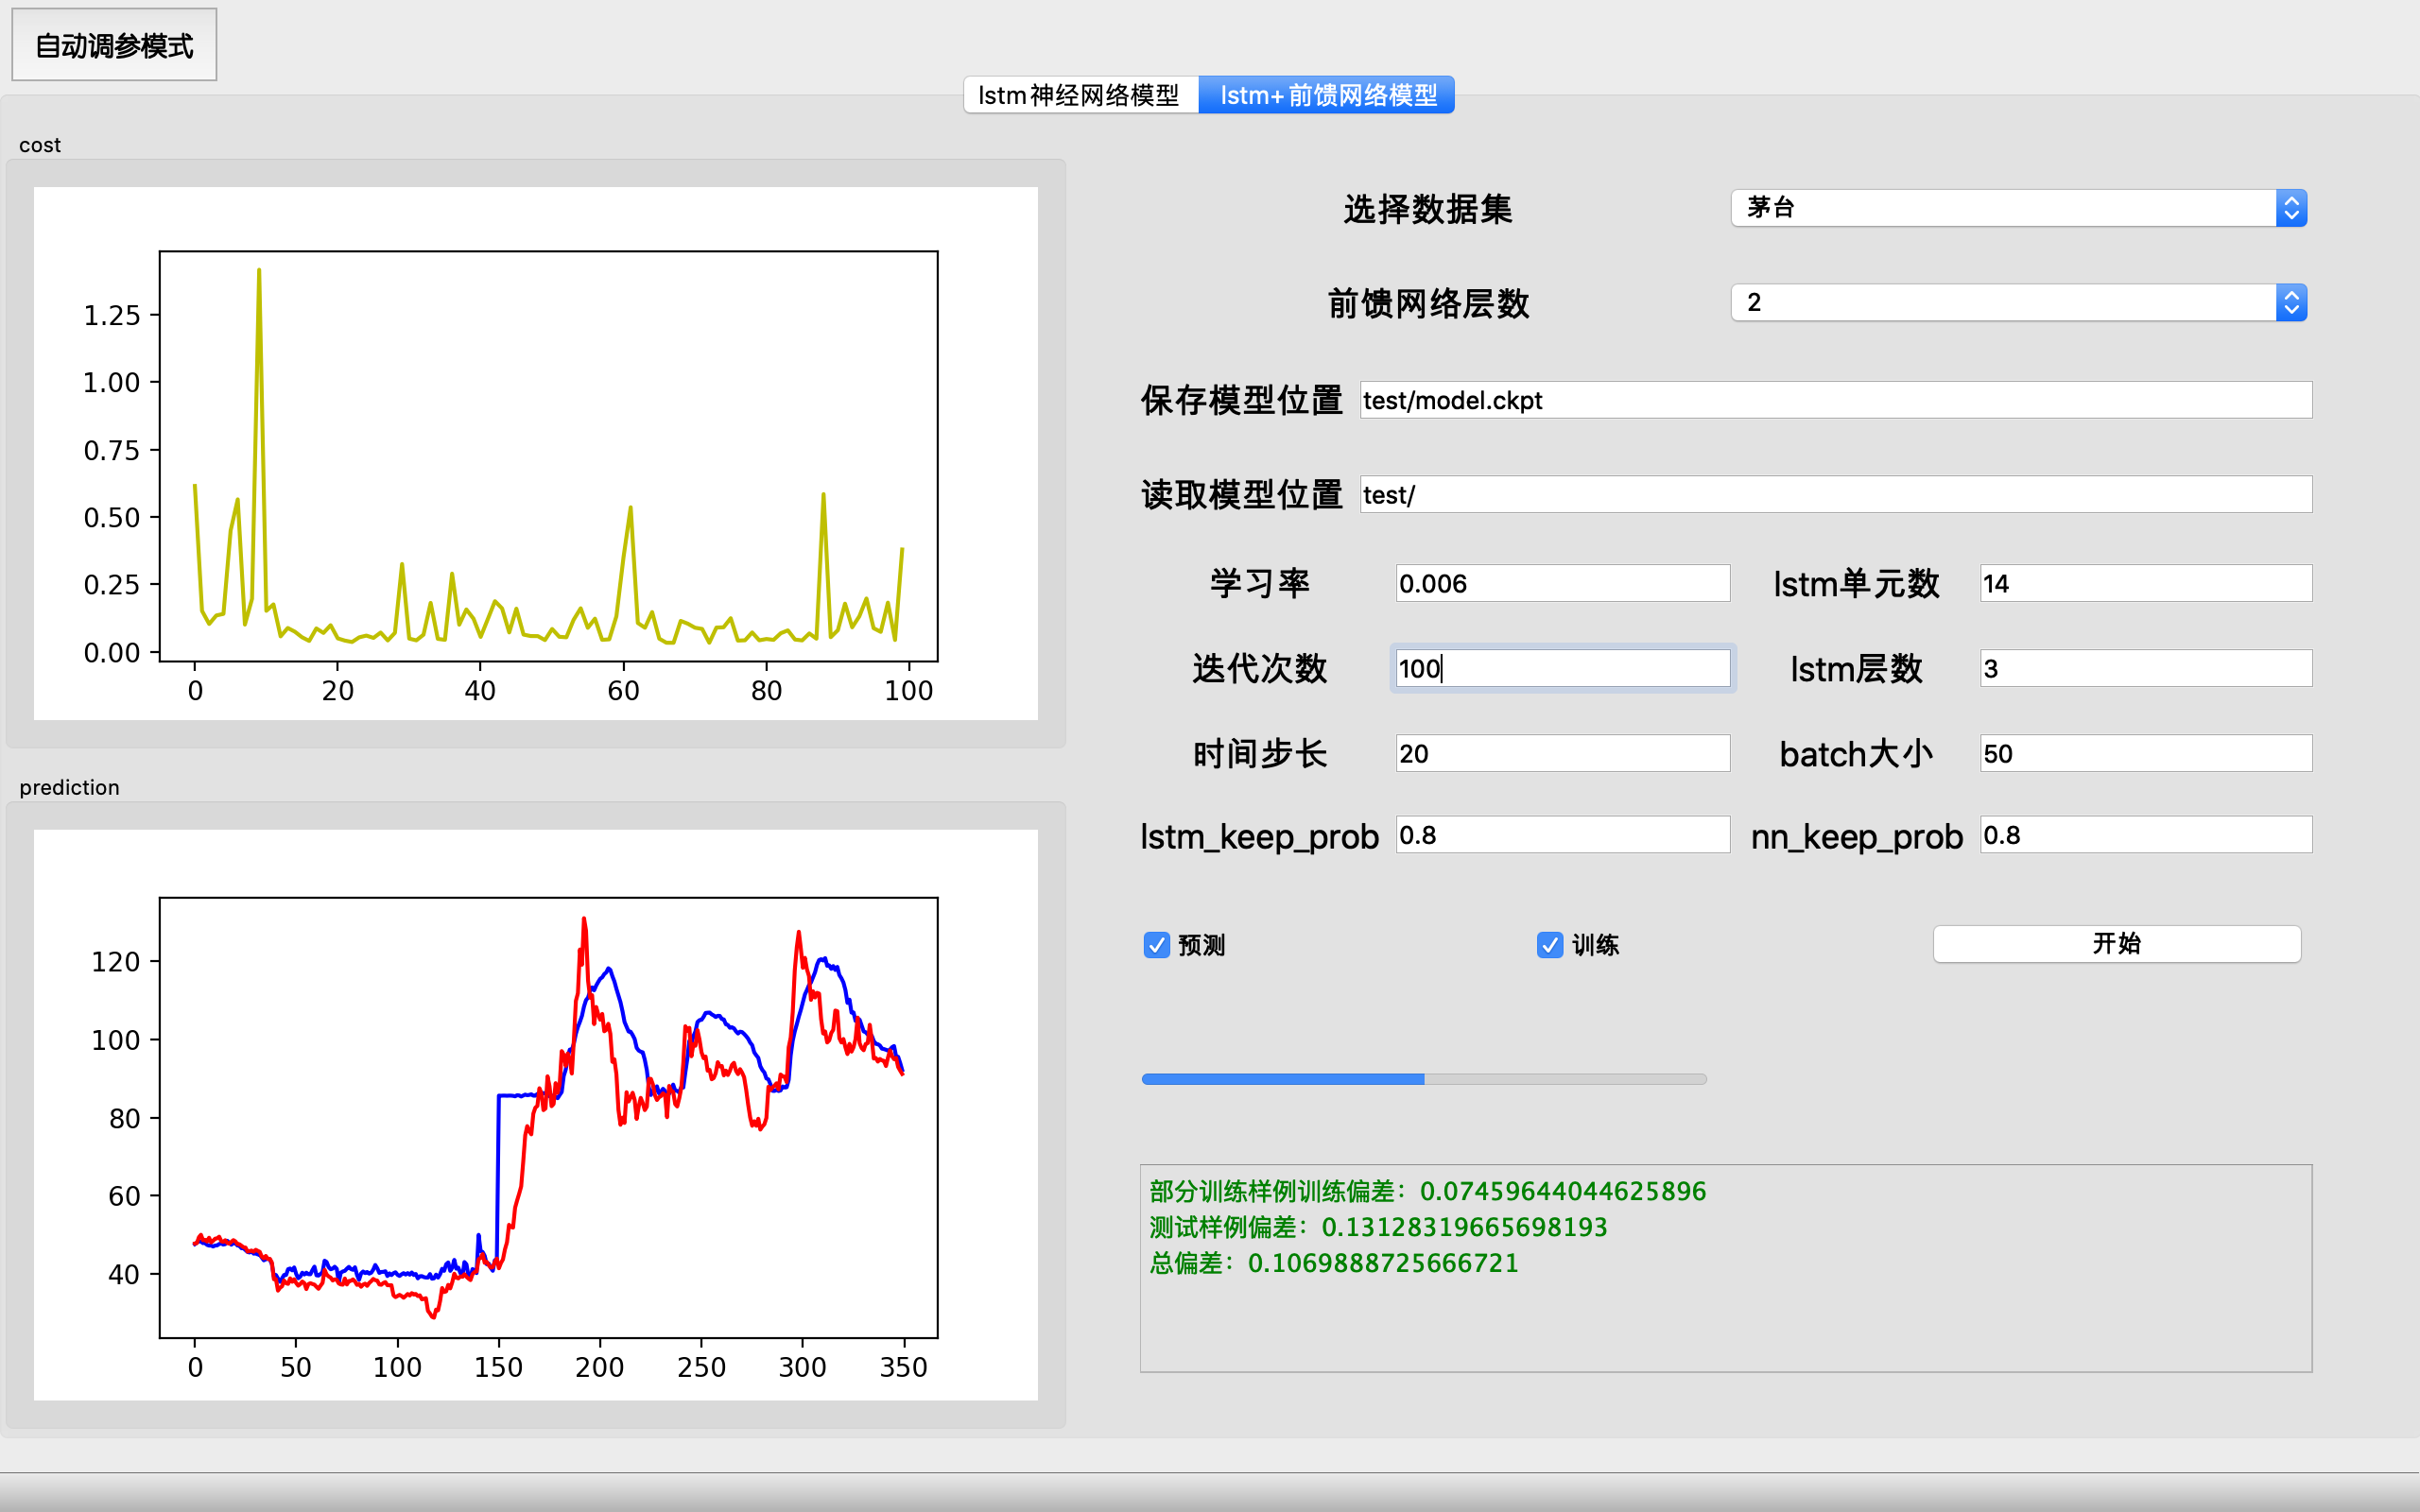 自动调参模式
lstm神经网络模型
lstm+前馈网络模型
cost
1.25
1.00
0.75
0.50
0.25
0.00
0 20 40 60 80 100
prediction
120
100
80
60
40
0 50 100 150 200 250 300 350
选择数据集 茅台
前馈网络层数 2
保存模型位置 test/model.ckpt
读取模型位置 test/
学习率 0.006 lstm单元数 14
迭代次数 100 lstm层数 3
时间步长 20 batch大小 50
lstm_keep_prob 0.8 nn_keep_prob 0.8
预测 训练 开始
部分训练样例训练偏差：0.07459644044625896
测试样例偏差：0.13128319665698193
总偏差：0.1069888725666721